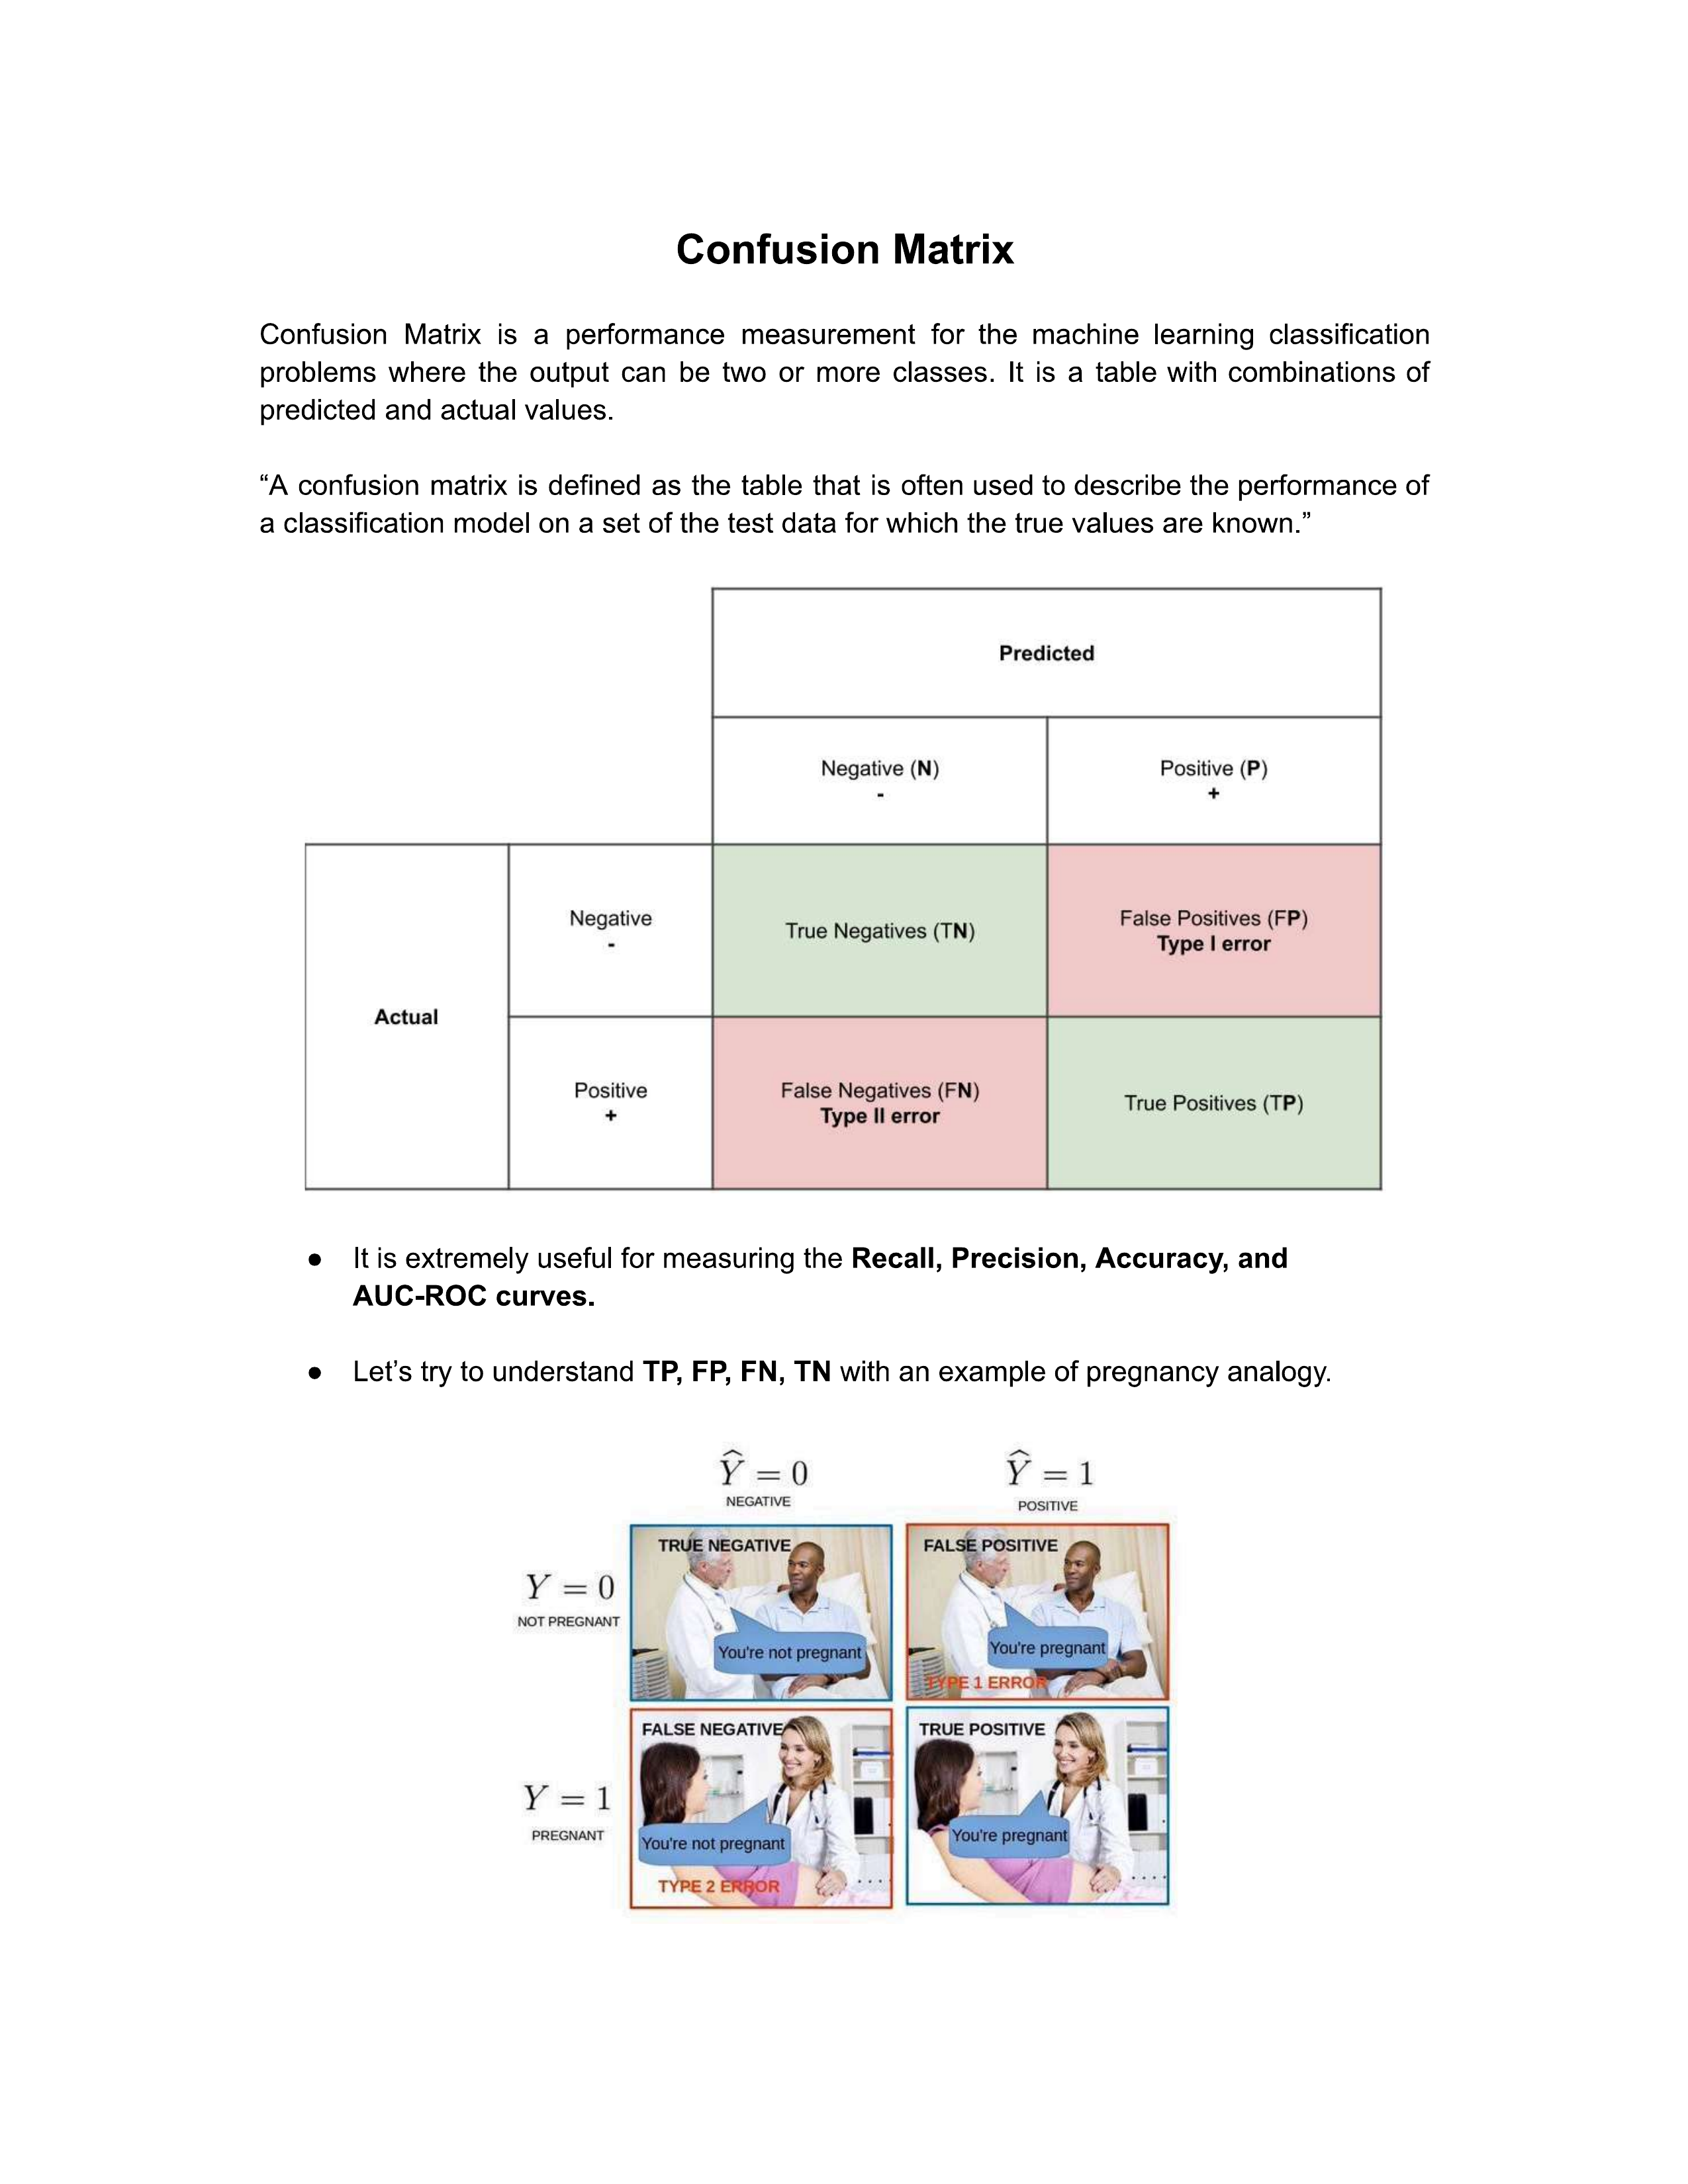 Confusion Matrix
Confusion Matrix is a performance measurement for the machine learning classification
problems where the output can be two or more classes. It is a table with combinations of
predicted and actual values.
“A confusion matrix is defined as the table that is often used to describe the performance of
a classification model on a set of the test data for which the true values are known.”
Predicted
Negative (N)
-
Positive (P)
+
Actual
Negative
-
True Negatives (TN)
False Positives (FP)
Type I error
Positive
+
False Negatives (FN)
Type II error
True Positives (TP)
● It is extremely useful for measuring the Recall, Precision, Accuracy, and
AUC-ROC curves.
● Let’s try to understand TP, FP, FN, TN with an example of pregnancy analogy.
Ŷ = 0
NEGATIVE
Ŷ = 1
POSITIVE
Y = 0
NOT PREGNANT
TRUE NEGATIVE
You're not pregnant
FALSE POSITIVE
You're pregnant
TYPE 1 ERROR
Y = 1
PREGNANT
FALSE NEGATIVE
You're not pregnant
TYPE 2 ERROR
TRUE POSITIVE
You're pregnant